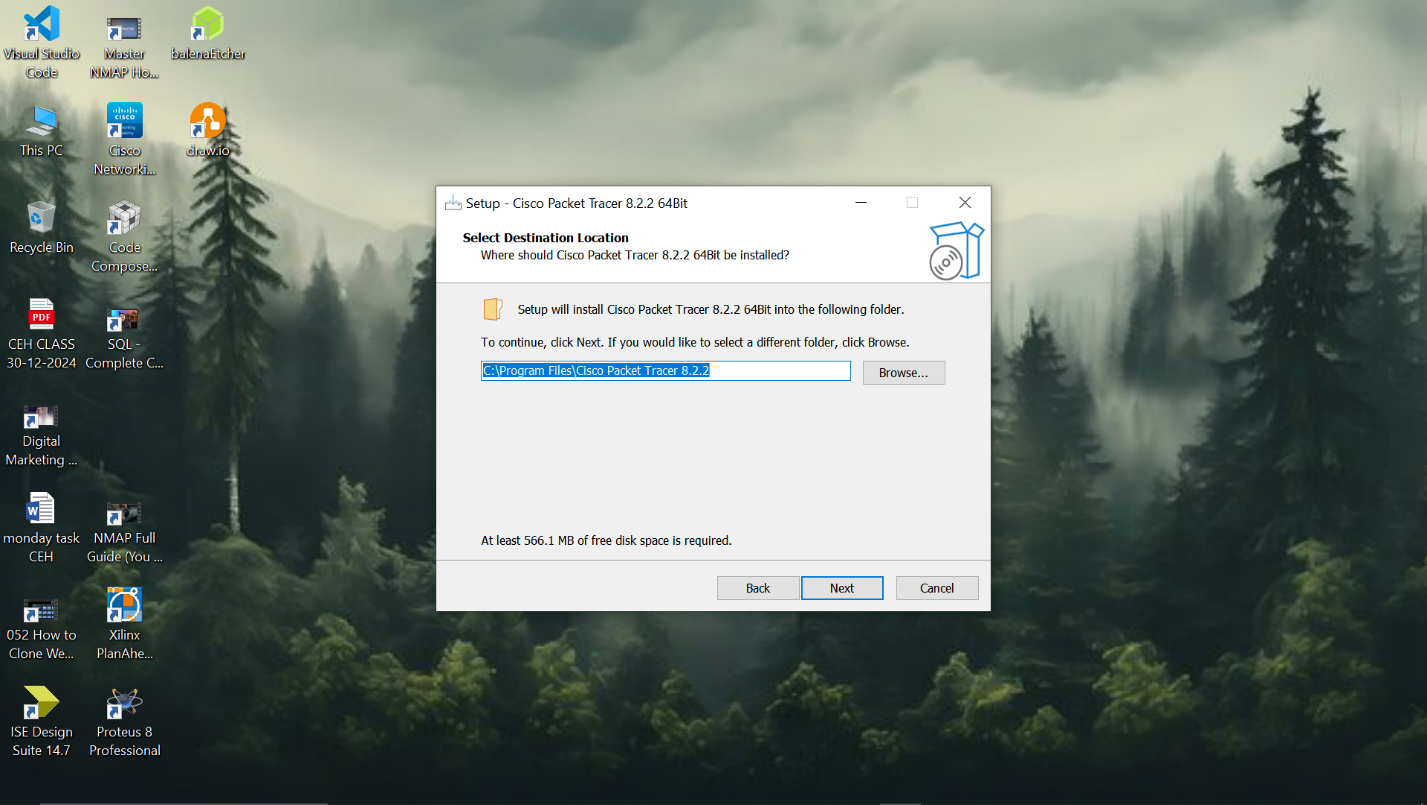 Visual Studio
Code
Master
NMAP Ho...
balenaEtcher
This PC
CISCO
Cisco
Networki...
draw.io
Recycle Bin
Code
Compose...
PDF
CEH CLASS
30-12-2024
SQL -
Complete C...
Digital
Marketing ...
W
monday task
CEH
NMAP Full
Guide (You ...
052 How to
Clone We...
Xilinx
PlanAhe...
ISE Design
Suite 14.7
Proteus 8
Professional
Setup - Cisco Packet Tracer 8.2.2 64Bit
Select Destination Location
Where should Cisco Packet Tracer 8.2.2 64Bit be installed?
Setup will install Cisco Packet Tracer 8.2.2 64Bit into the following folder.
To continue, click Next. If you would like to select a different folder, click Browse.
C:\Program Files\Cisco Packet Tracer 8.2.2
Browse...
At least 566.1 MB of free disk space is required.
Back
Next
Cancel